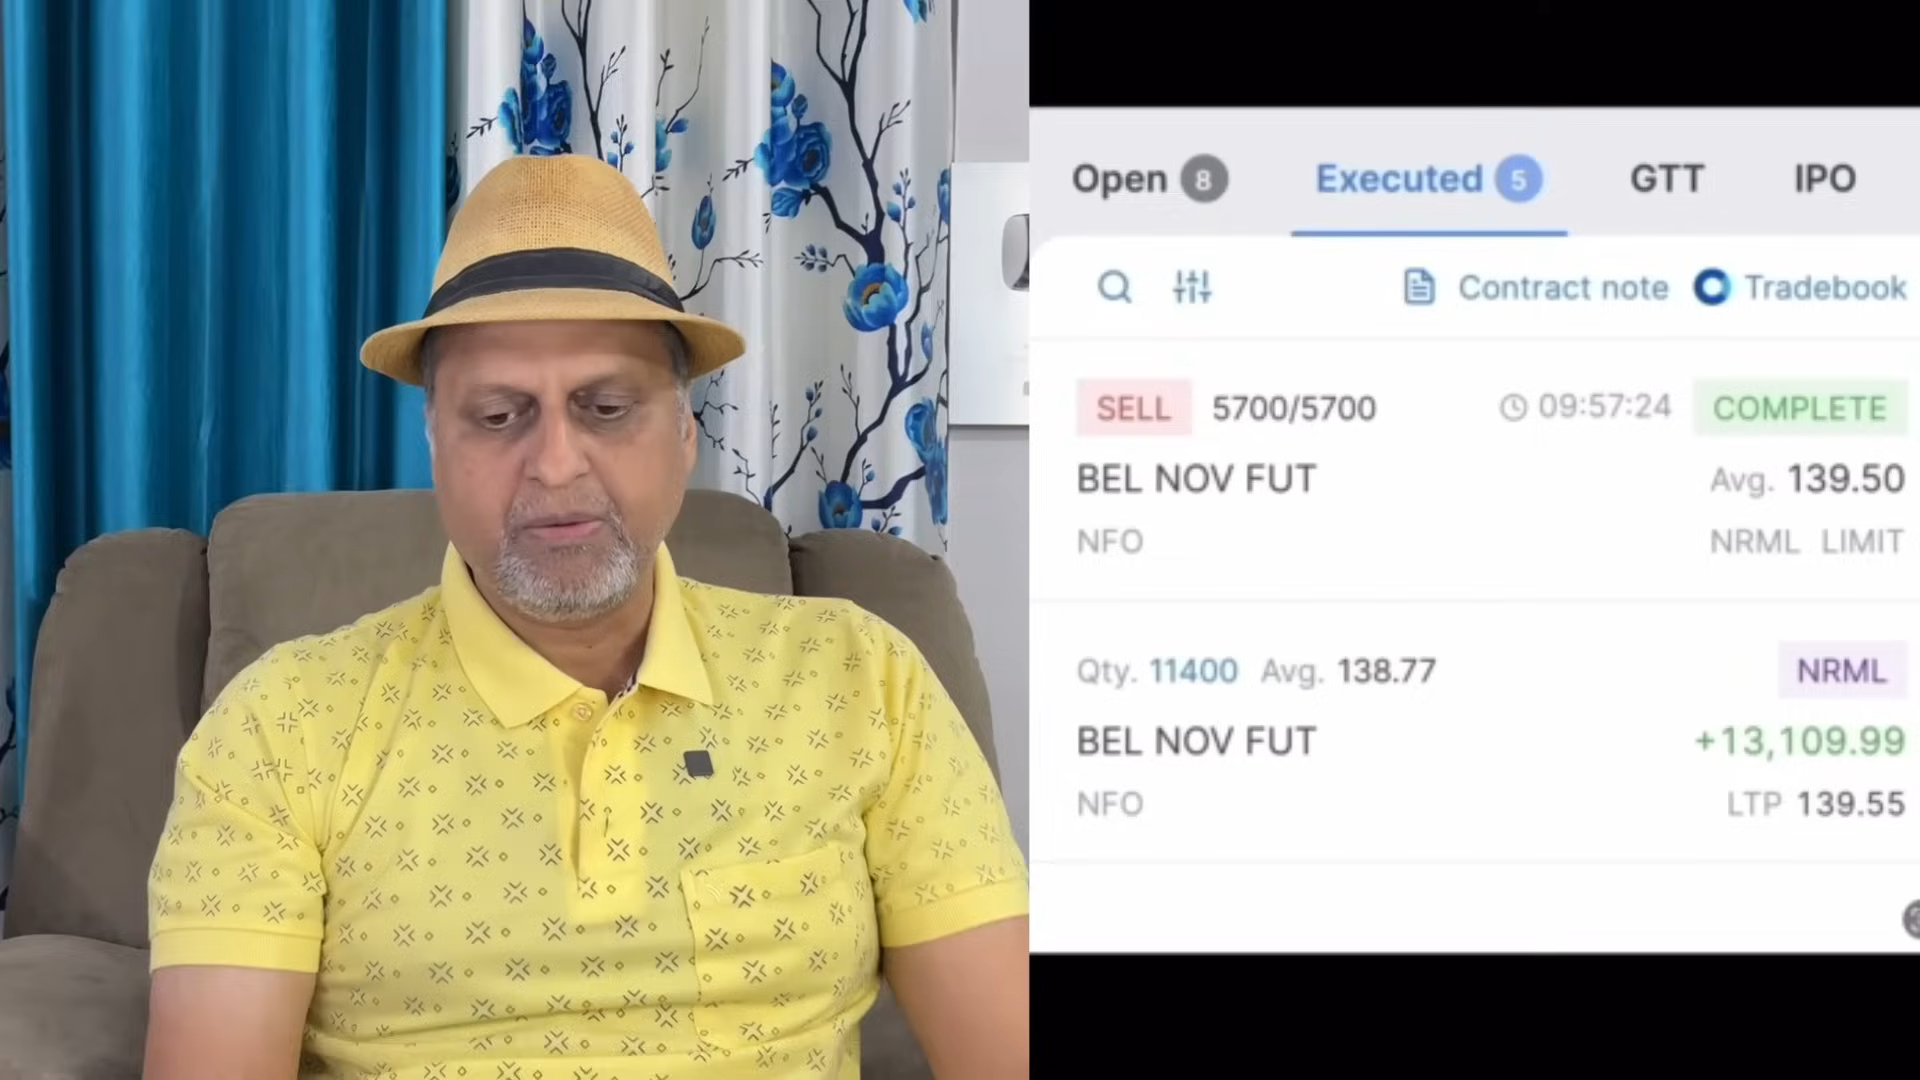 Open 8 Executed 5 GTT IPO
Contract note Tradebook
SELL 5700/5700 09:57:24 COMPLETE
BEL NOV FUT Avg. 139.50
NFO NRML LIMIT
Qty. 11400 Avg. 138.77 NRML
BEL NOV FUT +13,109.99
NFO LTP 139.55